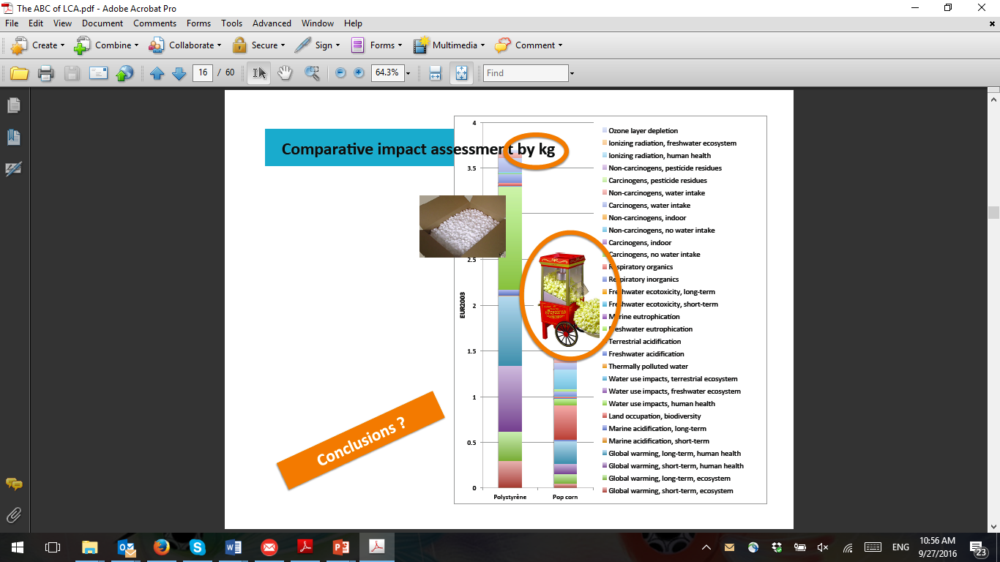 The ABC of LCA.pdf - Adobe Acrobat Pro
File Edit View Document Comments Forms Tools Advanced Window Help
Create Combine Collaborate Secure Sign Forms Multimedia Comment
16 / 60 64.3% Find
Comparative impact assessment by kg
4
3.5
2.5
2
1.5
1
0.5
0
EUR2003
Polystyrène Pop corn
Ozone layer depletion
Ionizing radiation, freshwater ecosystem
Ionizing radiation, human health
Non-carcinogens, pesticide residues
Carcinogens, pesticide residues
Non-carcinogens, water intake
Carcinogens, water intake
Non-carcinogens, indoor
Non-carcinogens, no water intake
Carcinogens, indoor
Carcinogens, no water intake
Respiratory organics
Respiratory inorganics
Freshwater ecotoxicity, long-term
Freshwater ecotoxicity, short-term
Marine eutrophication
Freshwater eutrophication
Terrestrial acidification
Freshwater acidification
Thermally polluted water
Water use impacts, terrestrial ecosystem
Water use impacts, freshwater ecosystem
Water use impacts, human health
Land occupation, biodiversity
Marine acidification, long-term
Marine acidification, short-term
Global warming, long-term, human health
Global warming, short-term, human health
Global warming, long-term, ecosystem
Global warming, short-term, ecosystem
Popcorn
Conclusions ?
ENG
10:56 AM
9/27/2016
23